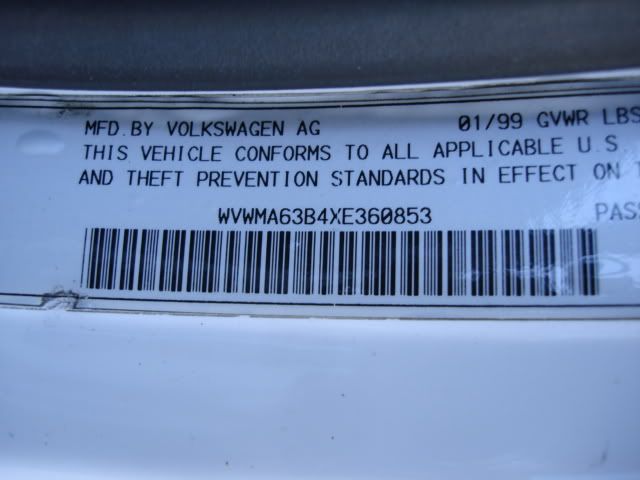 MFD.BY VOLKSWAGEN AG 01/99 GVWR LBS
THIS VEHICLE CONFORMS TO ALL APPLICABLE U.S.
AND THEFT PREVENTION STANDARDS IN EFFECT ON T
WVWMA63B4XE360853 PASS